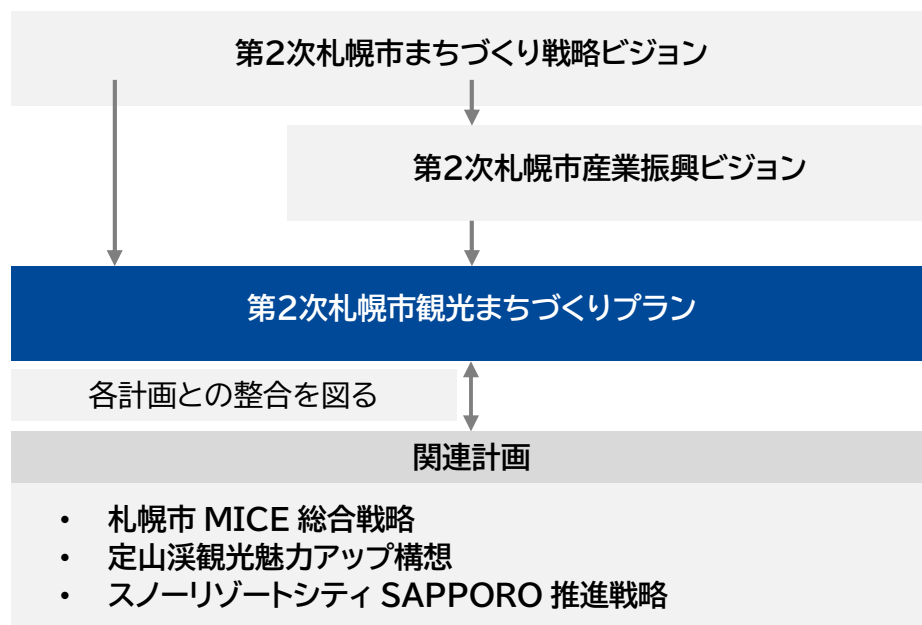 第2次札幌市まちづくり戦略ビジョン
第2次札幌市産業振興ビジョン
第2次札幌市観光まちづくりプラン
各計画との整合を図る
関連計画
• 札幌市 MICE 総合戦略
• 定山渓観光魅力アップ構想
• スノーリゾートシティ SAPPORO 推進戦略